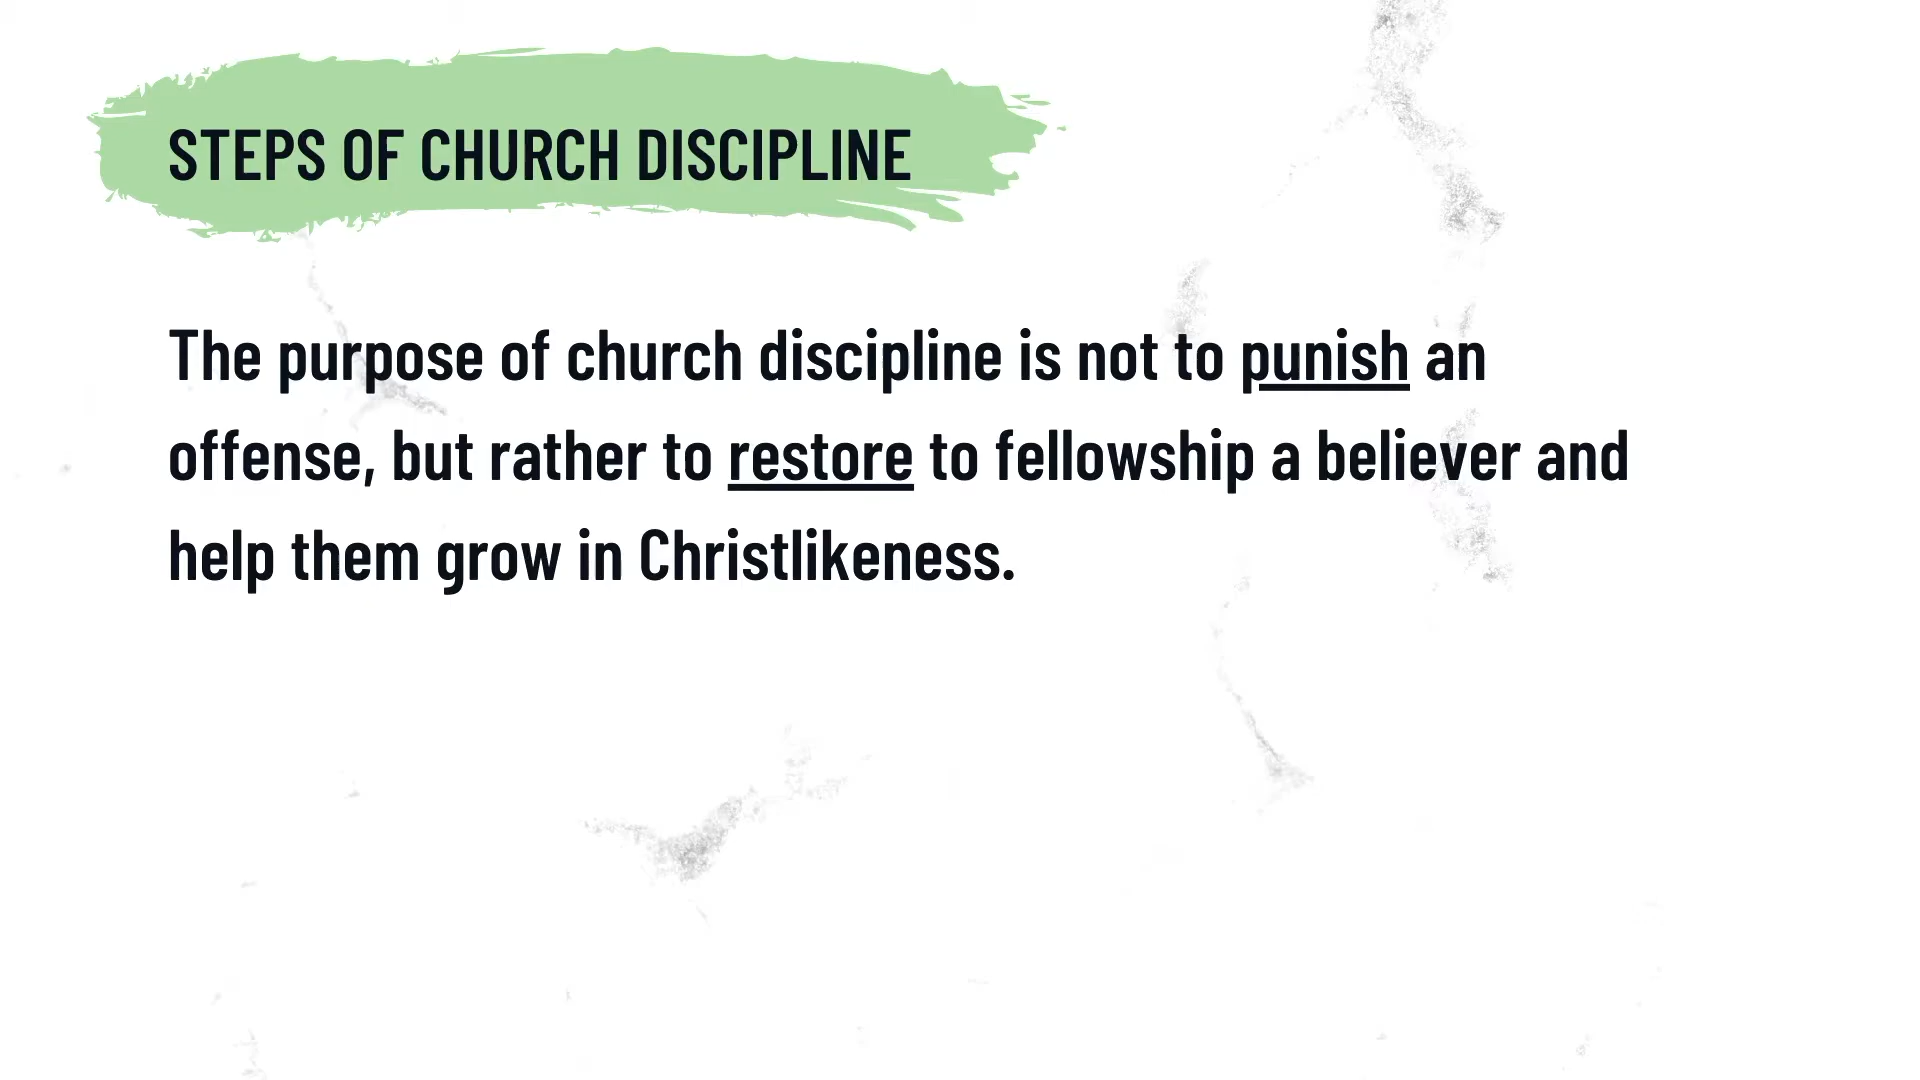 STEPS OF CHURCH DISCIPLINE
The purpose of church discipline is not to punish an
offense, but rather to restore to fellowship a believer and
help them grow in Christlikeness.